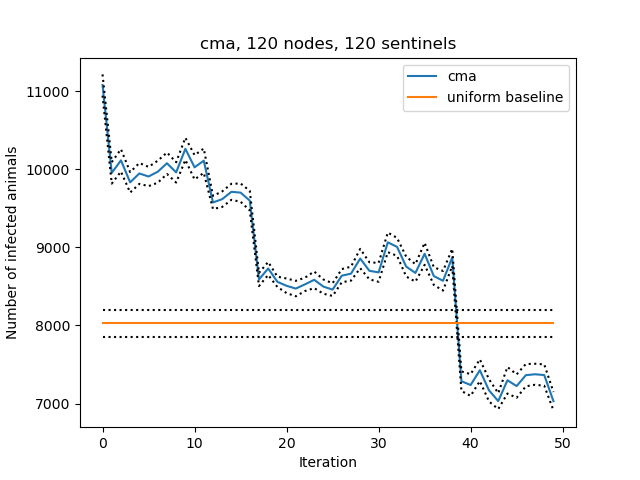 cma, 120 nodes, 120 sentinels
cma
uniform baseline
Number of infected animals
11000
10000
9000
8000
7000
0 10 20 30 40 50
Iteration